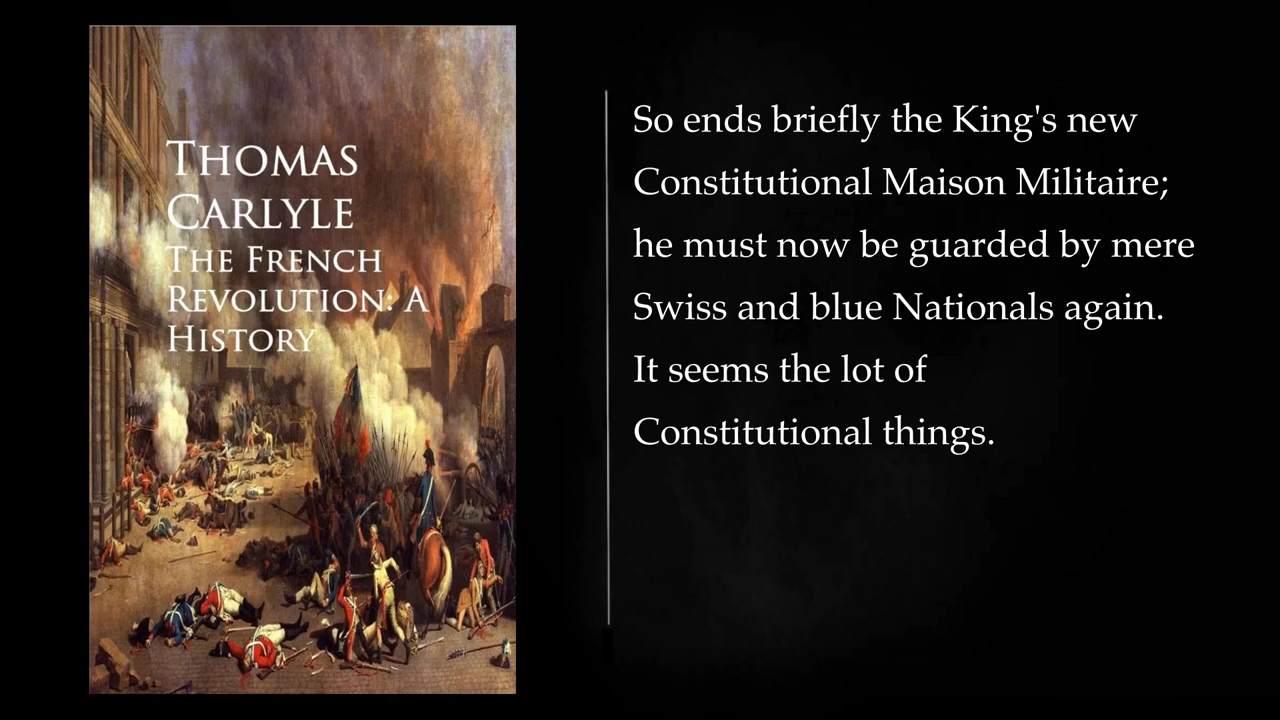 THOMAS
CARLYLE
THE FRENCH
REVOLUTION: A
HISTORY
So ends briefly the King's new
Constitutional Maison Militaire;
he must now be guarded by mere
Swiss and blue Nationals again.
It seems the lot of
Constitutional things.